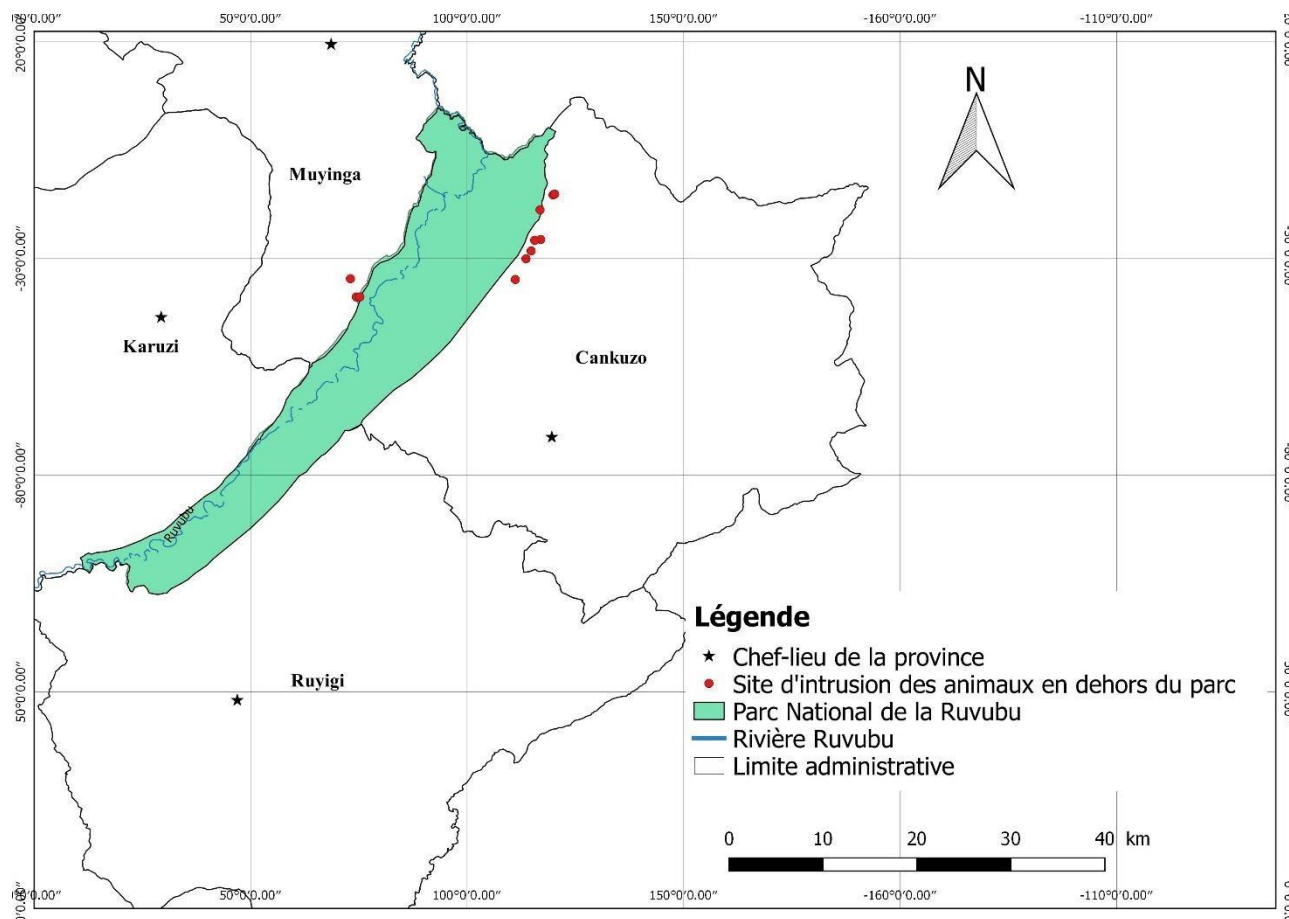 50°0'0.00" 100°0'0.00" 150°0'0.00" -160°0'0.00" -110°0'0.00"
20°0'0.00"
N
Muyinga
-30°0'0.00"
Karuzi
Cankuzo
-80°0'0.00"
Ruvubu
Légende
Chef-lieu de la province
Site d'intrusion des animaux en dehors du parc
Parc National de la Ruvubu
Rivière Ruvubu
Limite administrative
Ruyigi
50°0'0.00"
0 10 20 30 40 km
50°0'0.00" 100°0'0.00" 150°0'0.00" -160°0'0.00" -110°0'0.00"